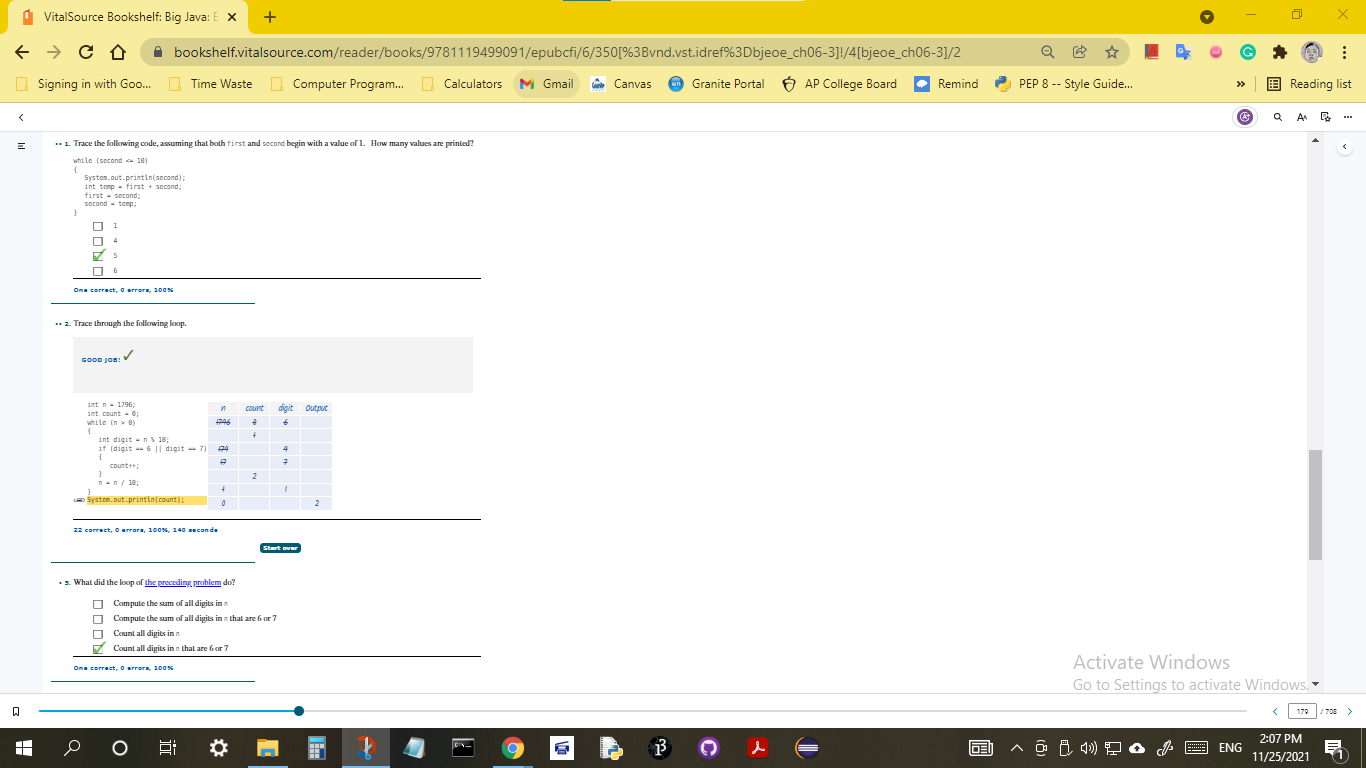 VitalSource Bookshelf: Big Java: E
bookshelf.vitalsource.com/reader/books/9781119499091/epubcfi/6/350[%3Bvnd.vst.idref%3Dbjeoe_ch06-3]!/4[bjeoe_ch06-3]/2
Signing in with Goo... Time Waste Computer Program... Calculators Gmail Canvas Granite Portal AP College Board Remind PEP 8 -- Style Guide... » Reading list
•• 1. Trace the following code, assuming that both first and second begin with a value of 1. How many values are printed?
while (second <= 10)
{
System.out.println(second);
int temp = first + second;
first = second;
second = temp;
}
1
4
5
6
One correct, 0 errors, 100%
•• 2. Trace through the following loop.
GOOD JOB! ✓
int n = 1796;
int count = 0;
while (n > 0)
{
int digit = n % 10;
if (digit == 6 || digit == 7)
{
count++;
}
n = n / 10;
}
System.out.println(count);
n count digit Output
1796 0 6
1
179 9
17 7
2
1 1
0 2
22 correct, 0 errors, 100%, 140 seconds
Start over
• 3. What did the loop of the preceding problem do?
Compute the sum of all digits in n
Compute the sum of all digits in n that are 6 or 7
Count all digits in n
Count all digits in n that are 6 or 7
One correct, 0 errors, 100%
Activate Windows
Go to Settings to activate Windows.
179 / 708
ENG
2:07 PM
11/25/2021
1